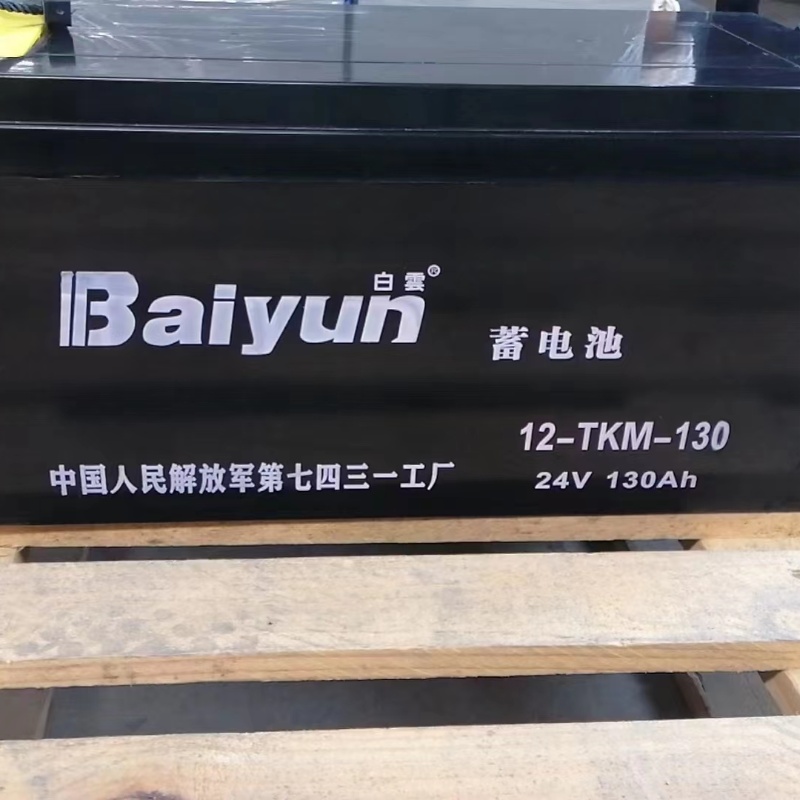 白雲®
Baiyun
蓄电池
12-TKM-130
中国人民解放军第七四三一工厂
24V 130Ah